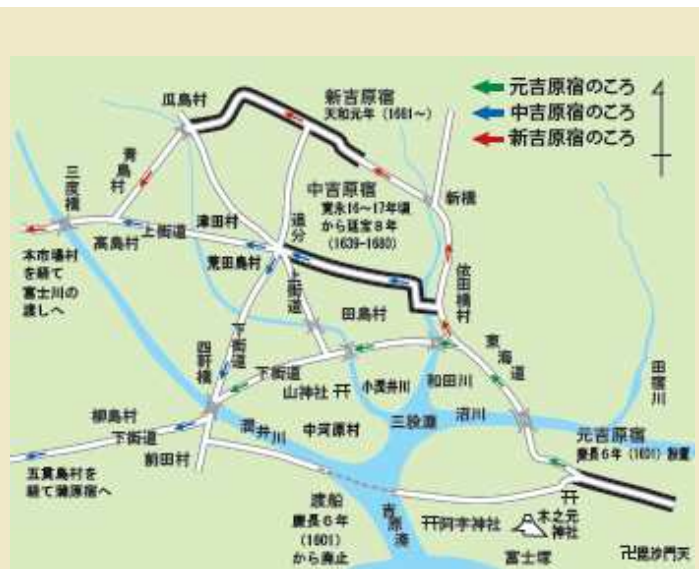 元吉原宿のころ
中吉原宿のころ
新吉原宿のころ
瓜島村
新吉原宿
天和元年（1681～）
三度橋
青島村
新橋
中吉原宿
寛永16～17年頃
から延宝8年
(1639-1680)
追分
津田村
上街道
高島村
荒田島村
上街道
依田橋村
本市場村
を経て
富士川の
渡しへ
田島村
東海道
田宿川
四軒橋
下街道
下街道
山神社
小潤井川
和田川
柳島村
下街道
潤井川
中河原村
三股淵
沼川
元吉原宿
慶長6年（1601）設置
前田村
五貫島村を
経て蒲原宿へ
渡船
慶長6年
(1601)
から廃止
吉原湊
阿字神社
木之元
神社
富士塚
卍毘沙門天